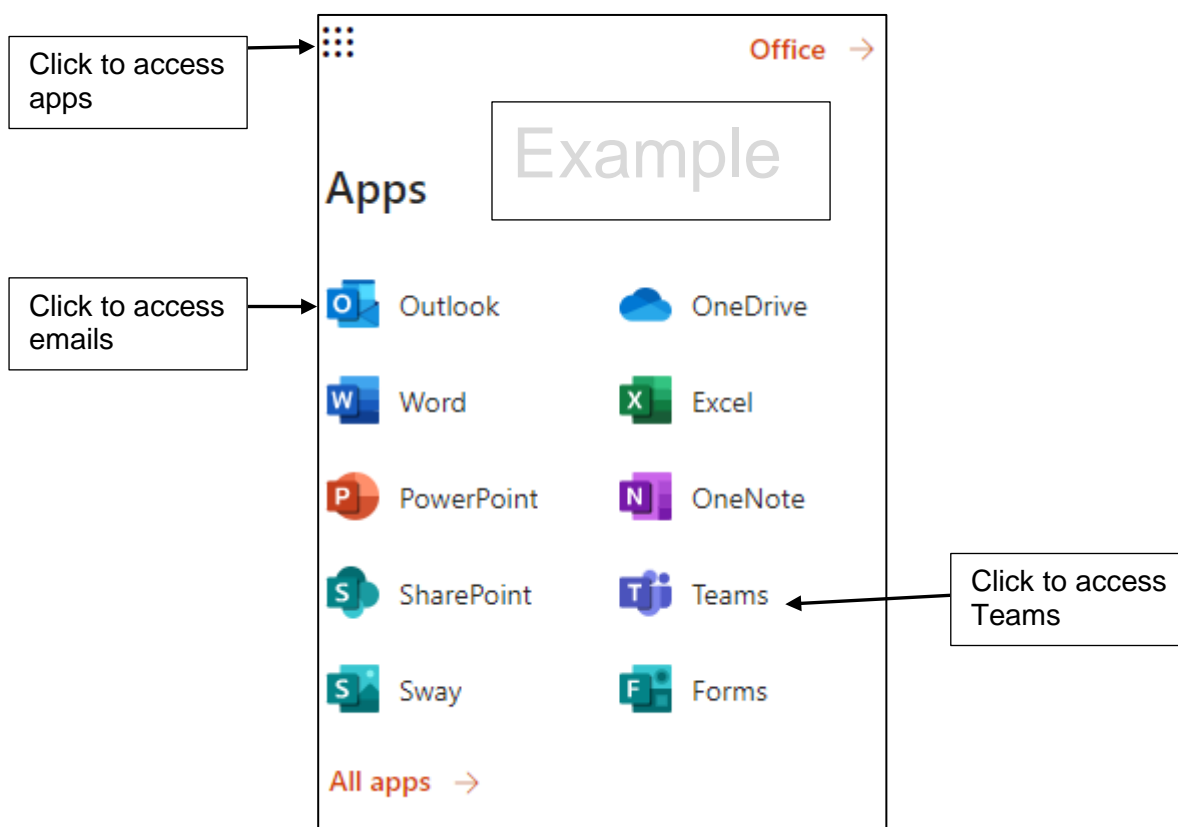 Click to access
apps
Office
Example
Apps
Click to access
emails
O Outlook
OneDrive
W Word
X Excel
P PowerPoint
N OneNote
S SharePoint
T Teams
Click to access
Teams
S Sway
F Forms
All apps